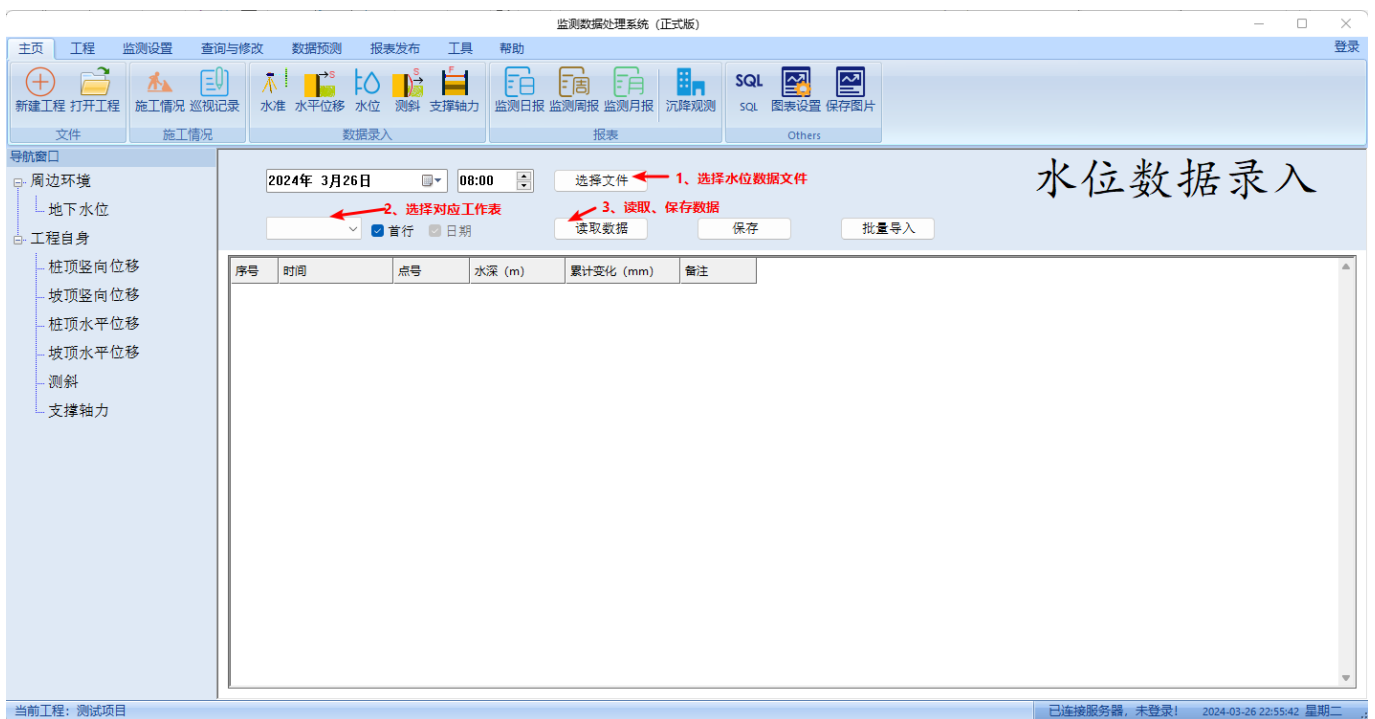 监测数据处理系统（正式版）
主页 工程 监测设置 查询与修改 数据预测 报表发布 工具 帮助 登录
S S F SQL
新建工程 打开工程 施工情况 巡视记录 水准 水平位移 水位 测斜 支撑轴力 监测日报 监测周报 监测月报 沉降观测 SQL 图表设置 保存图片
文件 施工情况 数据录入 报表 Others
导航窗口
周边环境
地下水位
工程自身
桩顶竖向位移
坡顶竖向位移
桩顶水平位移
坡顶水平位移
测斜
支撑轴力
水位数据录入
2024年 3月26日 08:00 选择文件 1、选择水位数据文件
2、选择对应工作表 3、读取、保存数据
首行 日期 读取数据 保存 批量导入
序号 时间 点号 水深（m） 累计变化（mm） 备注
当前工程：测试项目 已连接服务器，未登录！ 2024-03-26 22:55:42 星期二